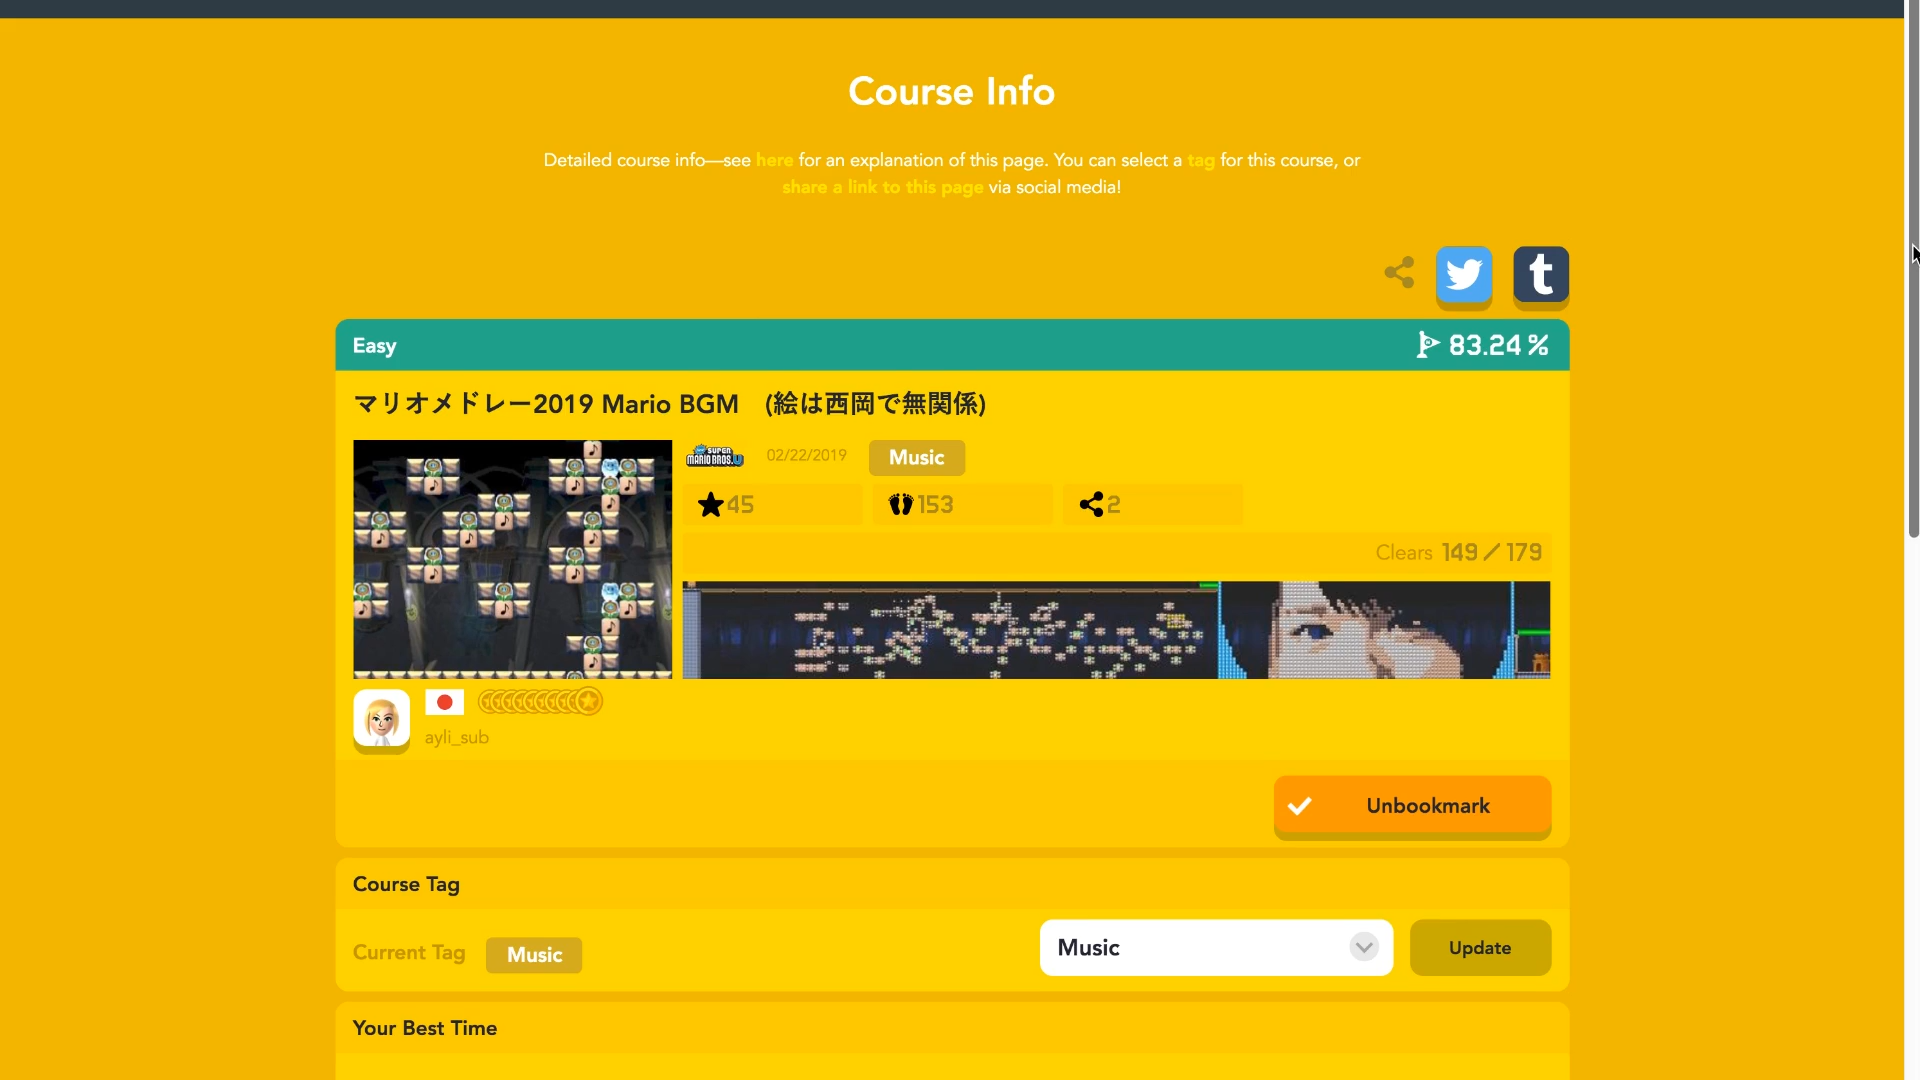 Course Info
Detailed course info—see here for an explanation of this page. You can select a tag for this course, or
share a link to this page via social media!
Easy
83.24 %
マリオメドレー2019 Mario BGM　(絵は西岡で無関係)
SUPER MARIO BROS. U
02/22/2019
Music
45
153
2
Clears 149 / 179
ayli_sub
Unbookmark
Course Tag
Current Tag
Music
Music
Update
Your Best Time